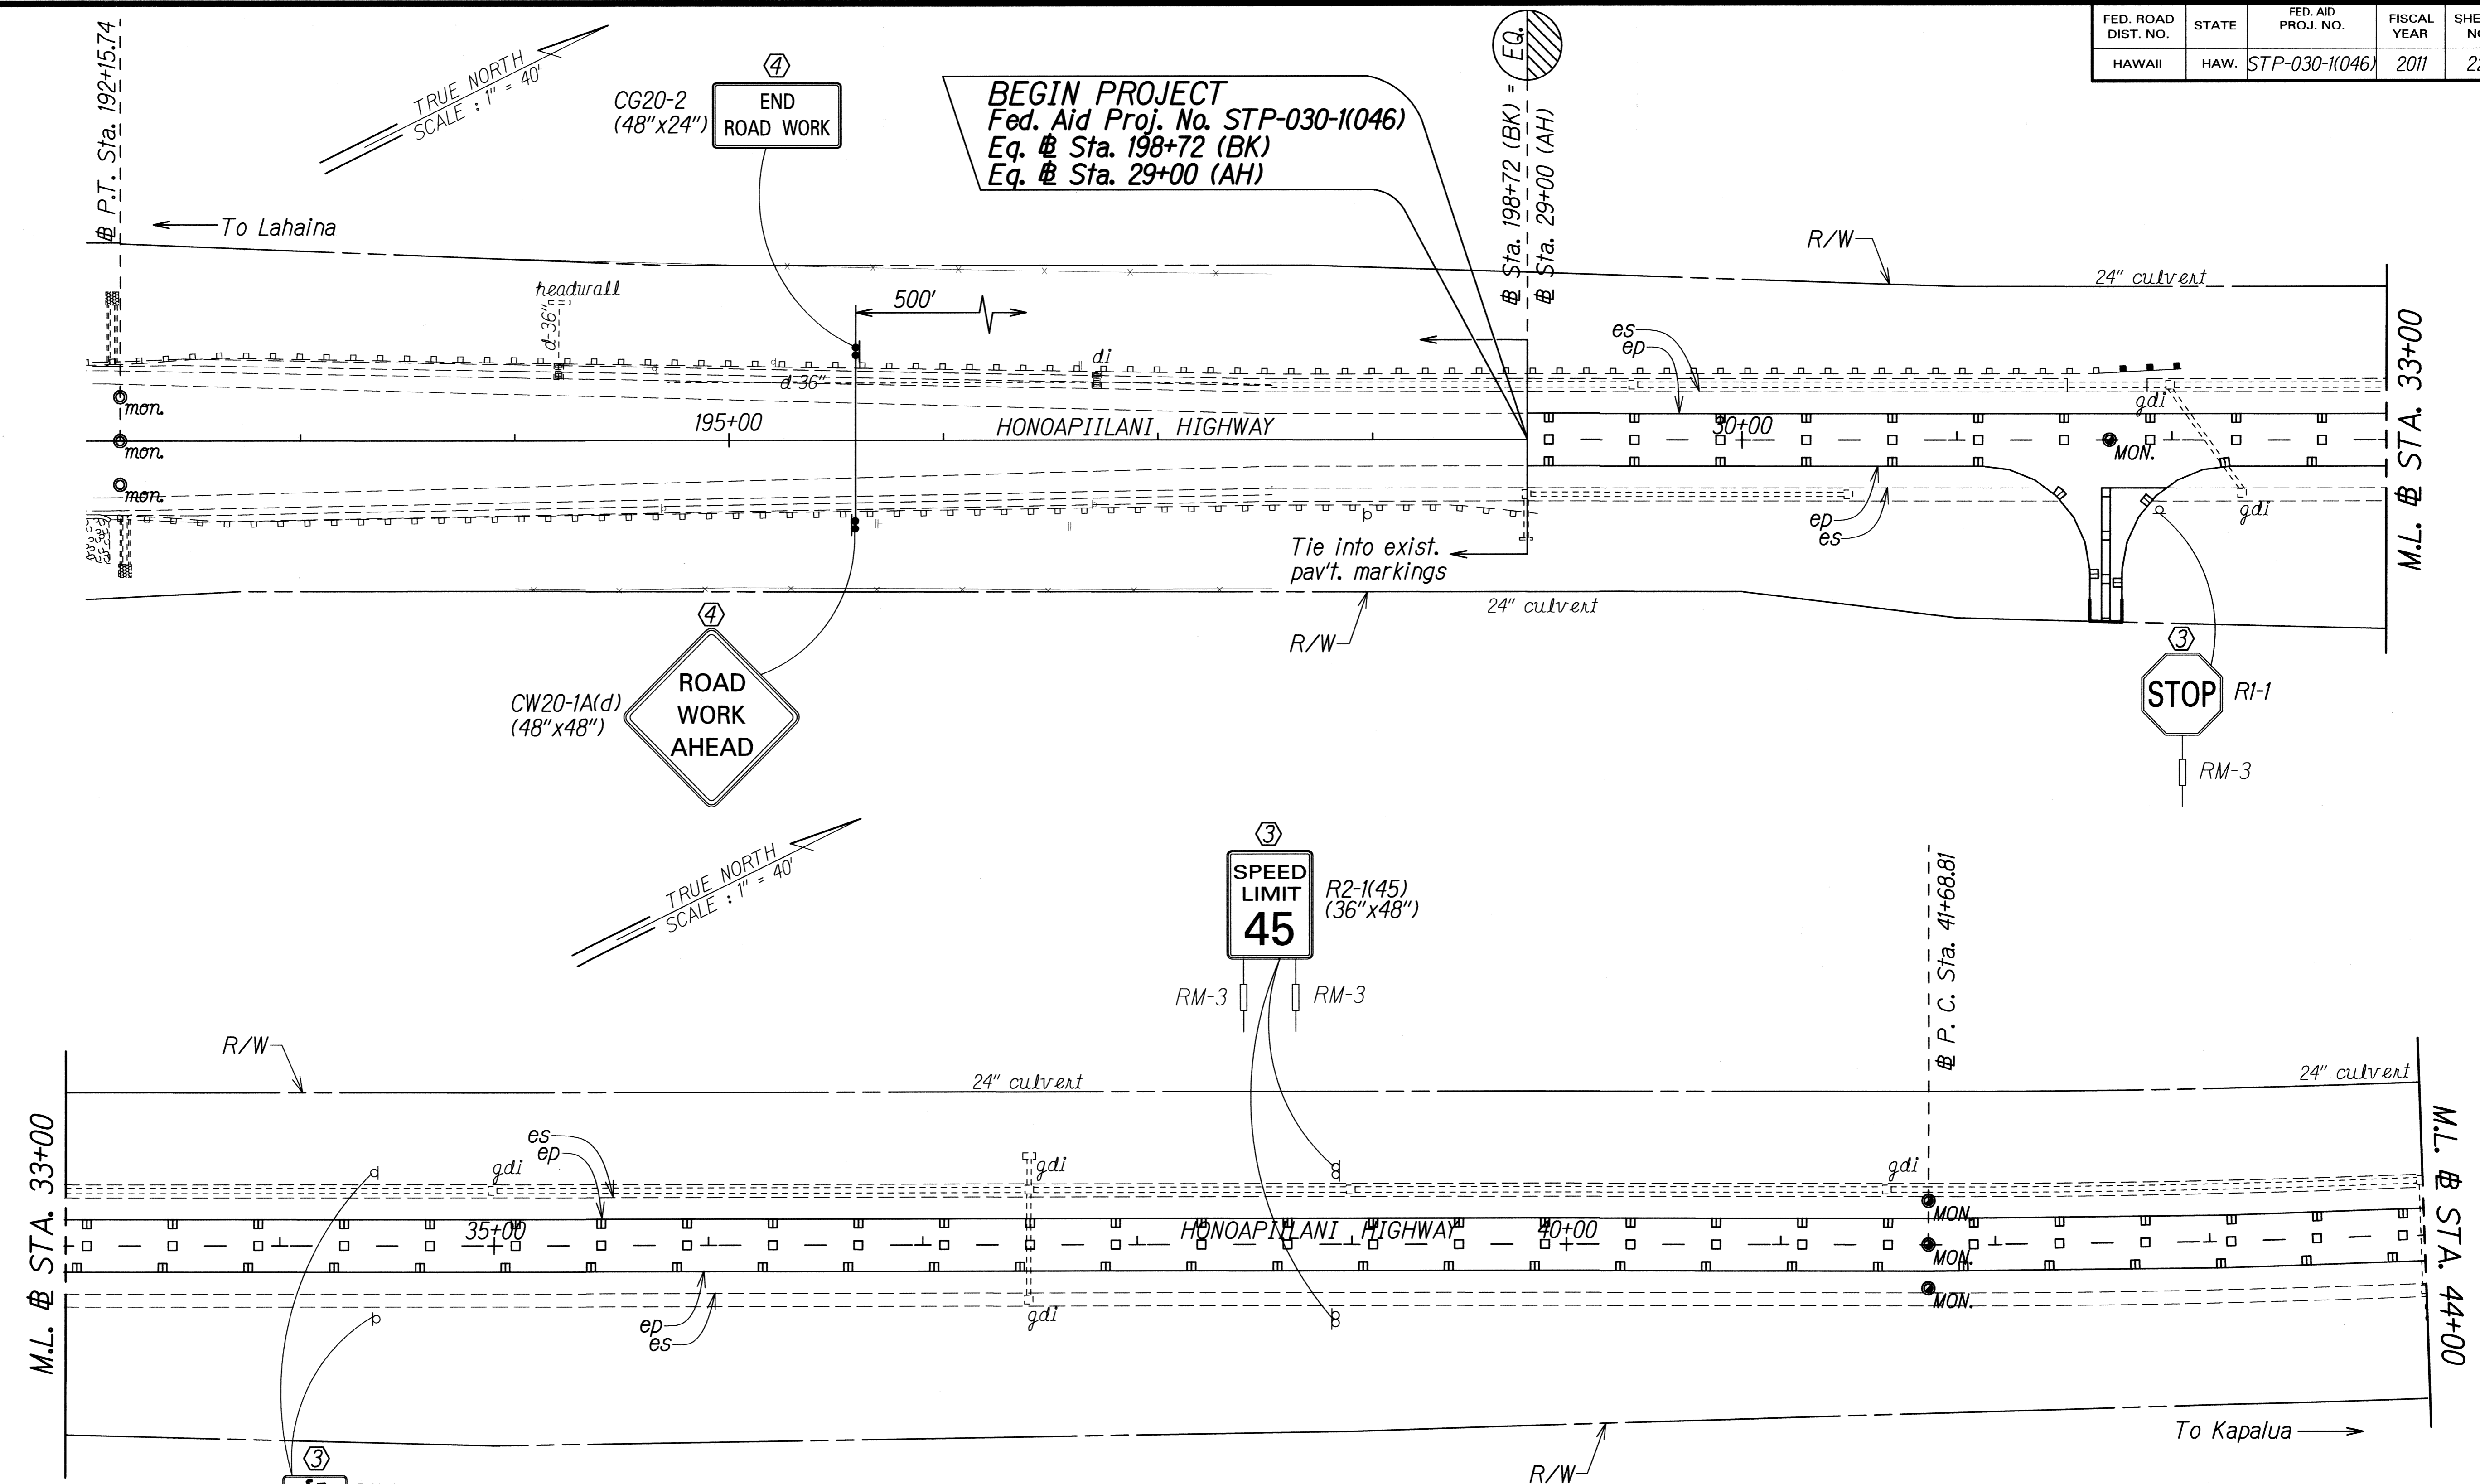 FED. ROAD DIST. NO.
STATE
FED. AID PROJ. NO.
FISCAL YEAR
HAWAII
HAW.
STP-030-1(046)
2011
℄ P.T. Sta. 192+15.74
TRUE NORTH
SCALE : 1" = 40'
④
CG20-2
(48"x24")
END
ROAD WORK
BEGIN PROJECT
Fed. Aid Proj. No. STP-030-1(046)
Eq. ℄ Sta. 198+72 (BK)
Eq. ℄ Sta. 29+00 (AH)
EQ.
℄ Sta. 198+72 (BK) =
℄ Sta. 29+00 (AH)
To Lahaina
R/W
24" culvert
headwall
d-36"
500'
di
d-36"
es
ep
gdi
mon.
mon.
mon.
195+00
HONOAPIILANI HIGHWAY
30+00
MON.
M.L. ℄ STA. 33+00
ep
es
gdi
Tie into exist.
pav't. markings
24" culvert
R/W
④
CW20-1A(d)
(48"x48")
ROAD
WORK
AHEAD
③
STOP
R1-1
RM-3
TRUE NORTH
SCALE : 1" = 40'
③
SPEED
LIMIT
45
R2-1(45)
(36"x48")
RM-3
RM-3
℄ P. C. Sta. 41+68.81
R/W
24" culvert
24" culvert
M.L. ℄ STA. 33+00
es
ep
gdi
gdi
gdi
35+00
HONOAPIILANI HIGHWAY
40+00
MON.
MON.
MON.
M.L. ℄ STA. 44+00
ep
es
gdi
To Kapalua
③
R/W